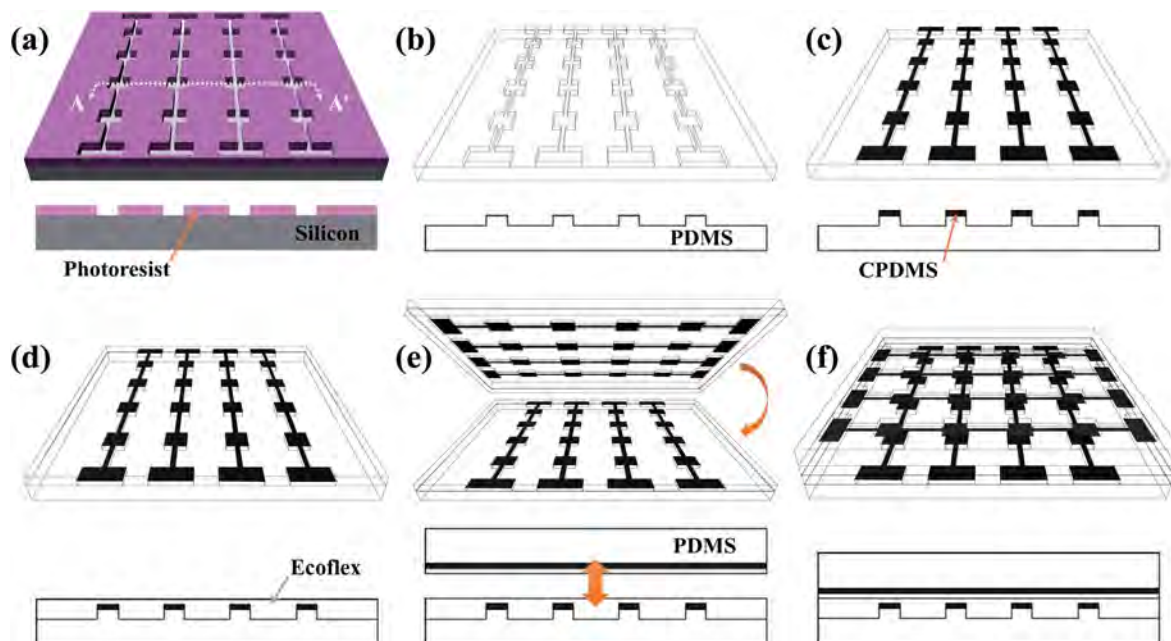 (a)
A A'
Silicon
Photoresist
(b)
PDMS
(c)
CPDMS
(d)
Ecoflex
(e)
PDMS
(f)